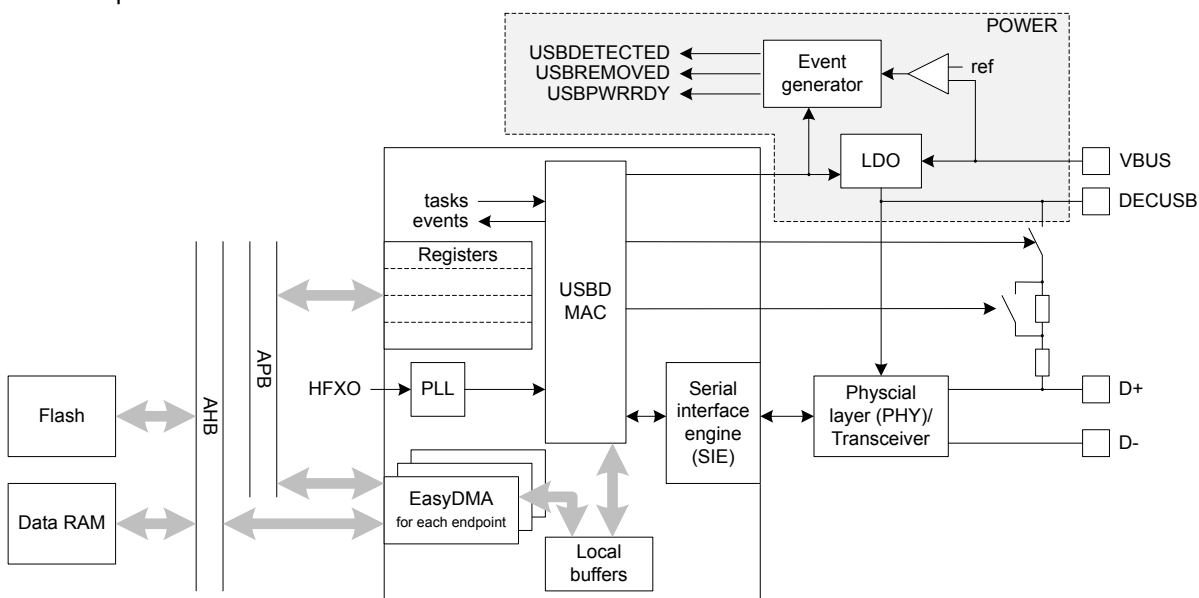 POWER
USBDETECTED
USBREMOVED
USBPWRRDY
Event
generator
ref
LDO
VBUS
DECUSB
tasks
events
Registers
USBD
MAC
APB
AHB
HFXO
PLL
Flash
Data RAM
Serial
interface
engine
(SIE)
Physcial
layer (PHY)/
Transceiver
D+
D-
EasyDMA
for each endpoint
Local
buffers